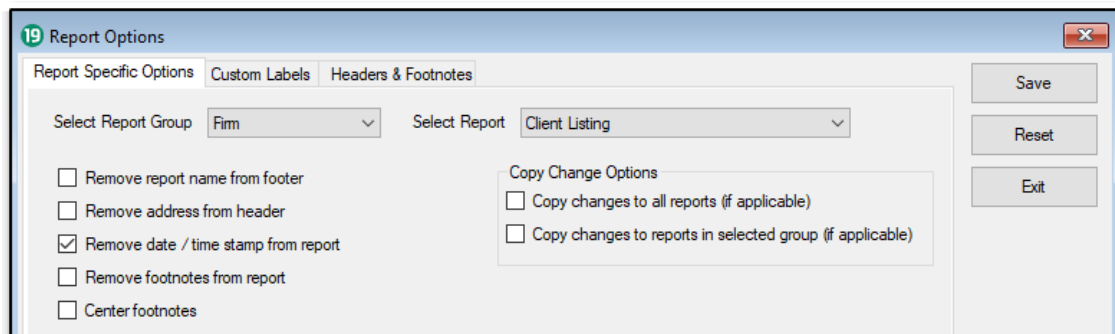 19 Report Options
Report Specific Options Custom Labels Headers & Footnotes
Save
Select Report Group Firm Select Report Client Listing
Reset
Exit
Remove report name from footer
Remove address from header
Remove date / time stamp from report
Remove footnotes from report
Center footnotes
Copy Change Options
Copy changes to all reports (if applicable)
Copy changes to reports in selected group (if applicable)